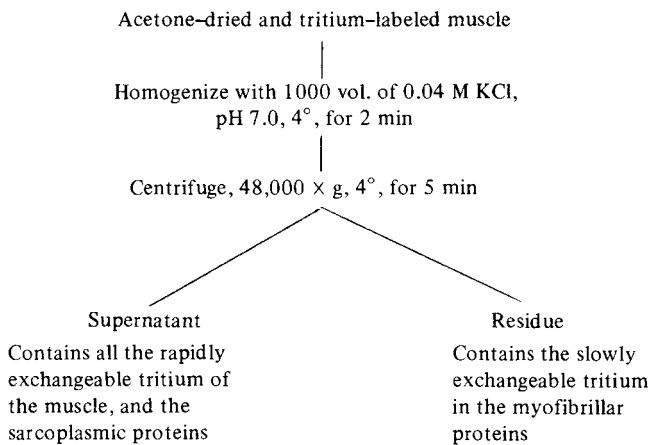 Acetone-dried and tritium-labeled muscle
Homogenize with 1000 vol. of 0.04 M KCl,
pH 7.0, 4°, for 2 min
Centrifuge, 48,000 × g, 4°, for 5 min
Supernatant
Contains all the rapidly
exchangeable tritium of
the muscle, and the
sarcoplasmic proteins
Residue
Contains the slowly
exchangeable tritium
in the myofibrillar
proteins